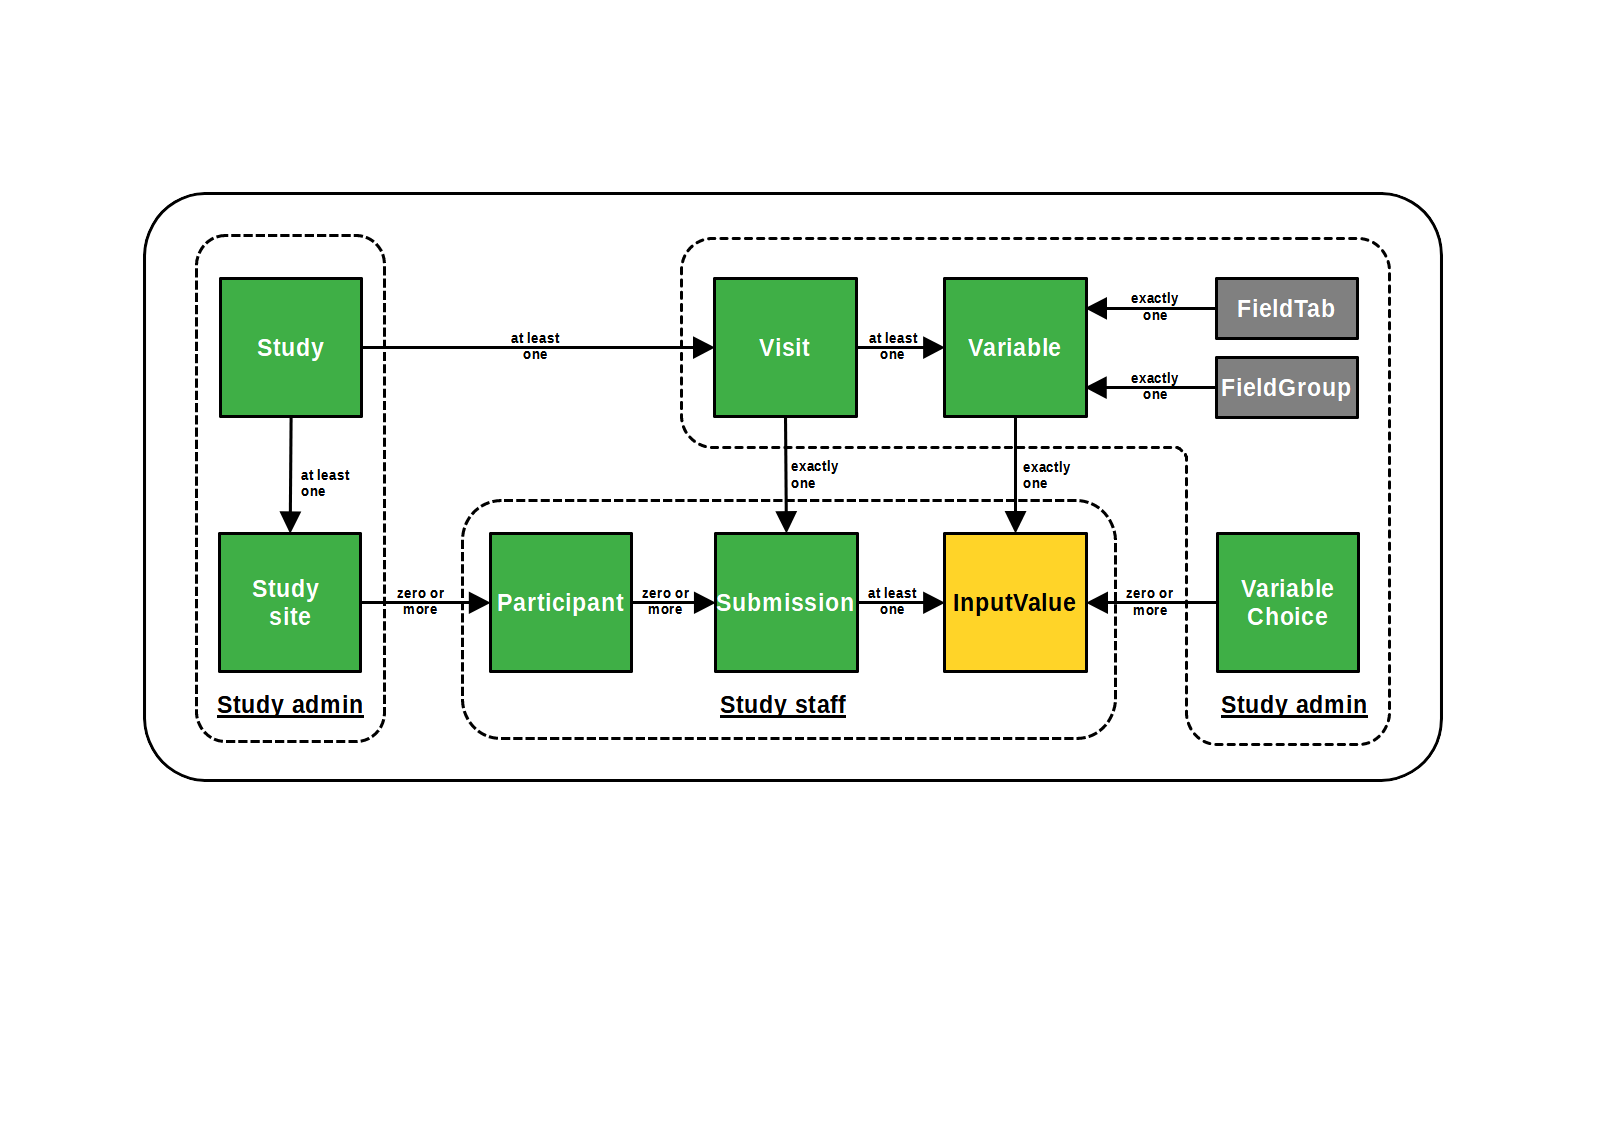 Study
at least
one
Visit
at least
one
Variable
exactly
one
FieldTab
exactly
one
FieldGroup
at least
one
exactly
one
exactly
one
Study
site
zero or
more
Participant
zero or
more
Submission
at least
one
InputValue
zero or
more
Variable
Choice
Study admin
Study staff
Study admin